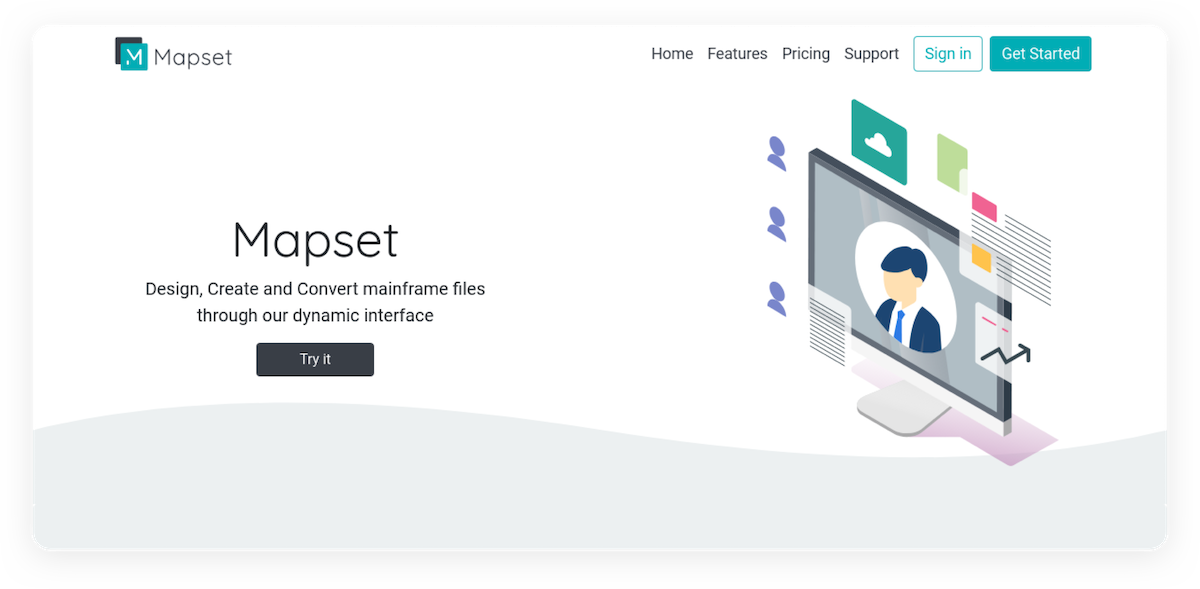 Mapset
Home Features Pricing Support Sign in Get Started
Mapset
Design, Create and Convert mainframe files
through our dynamic interface
Try it